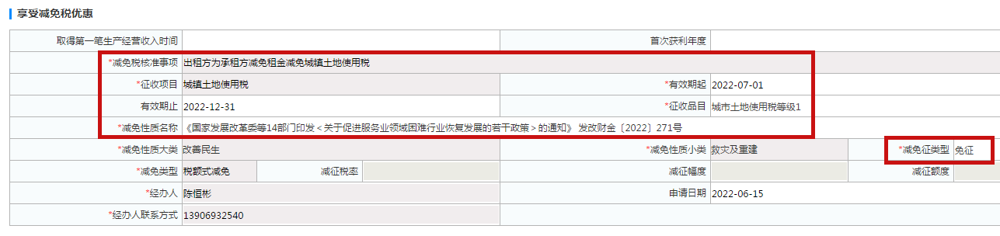 享受减免税优惠
取得第一笔生产经营收入时间 首次获利年度
*减免税核准事项 出租方为承租方减免租金减免城镇土地使用税
*征收项目 城镇土地使用税 *有效期起 2022-07-01
有效期止 2022-12-31 *征收品目 城市土地使用税等级1
*减免性质名称 《国家发展改革委等14部门印发＜关于促进服务业领域困难行业恢复发展的若干政策＞的通知》 发改财金〔2022〕271号
*减免性质大类 改善民生 *减免性质小类 救灾及重建 *减免征类型 免征
*减免类型 税额式减免 减征税率 减征幅度 减征额度
*经办人 陈恒彬 申请日期 2022-06-15
*经办人联系方式 13906932540